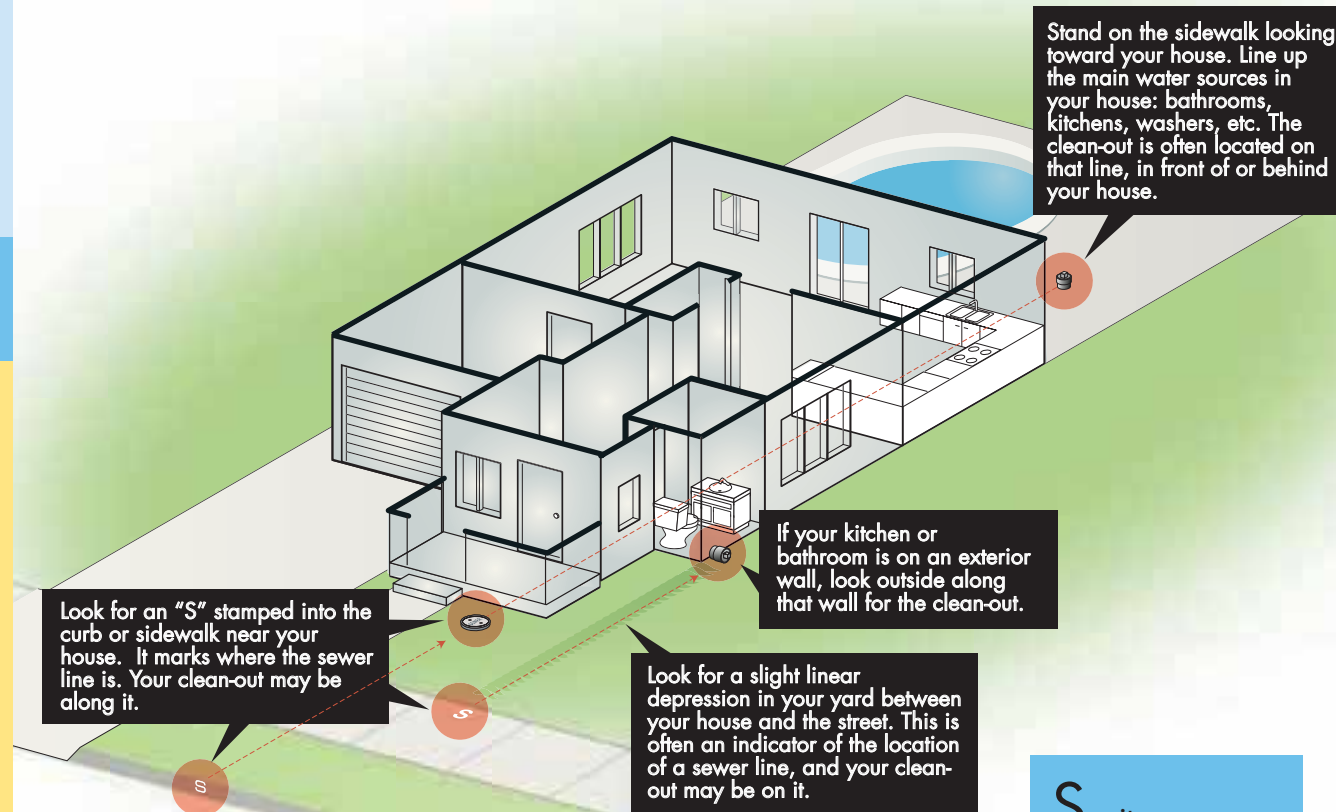 Stand on the sidewalk looking
toward your house. Line up
the main water sources in
your house: bathrooms,
kitchens, washers, etc. The
clean-out is often located on
that line, in front of or behind
your house.
If your kitchen or
bathroom is on an exterior
wall, look outside along
that wall for the clean-out.
Look for an “S” stamped into the
curb or sidewalk near your
house.  It marks where the sewer
line is. Your clean-out may be
along it.
Look for a slight linear
depression in your yard between
your house and the street. This is
often an indicator of the location
of a sewer line, and your clean-
out may be on it.
S
S
S